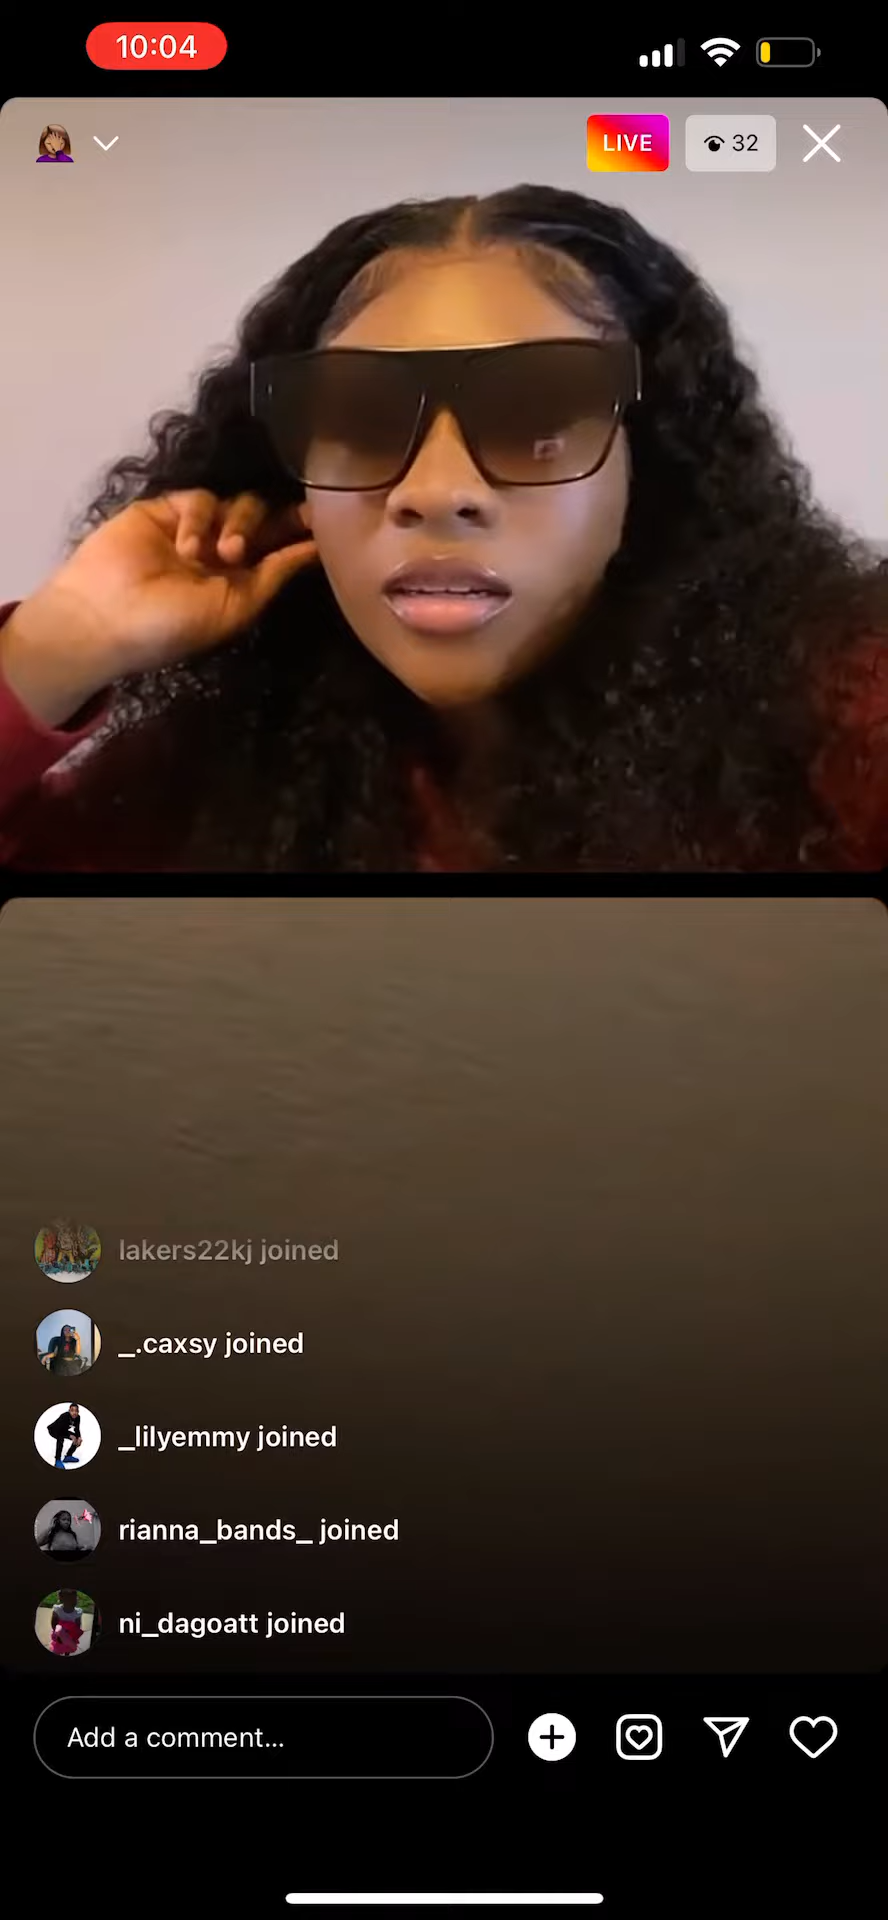 10:04
LIVE
32
lakers22kj joined
_.caxsy joined
_lilyemmy joined
rianna_bands_ joined
ni_dagoatt joined
Add a comment...